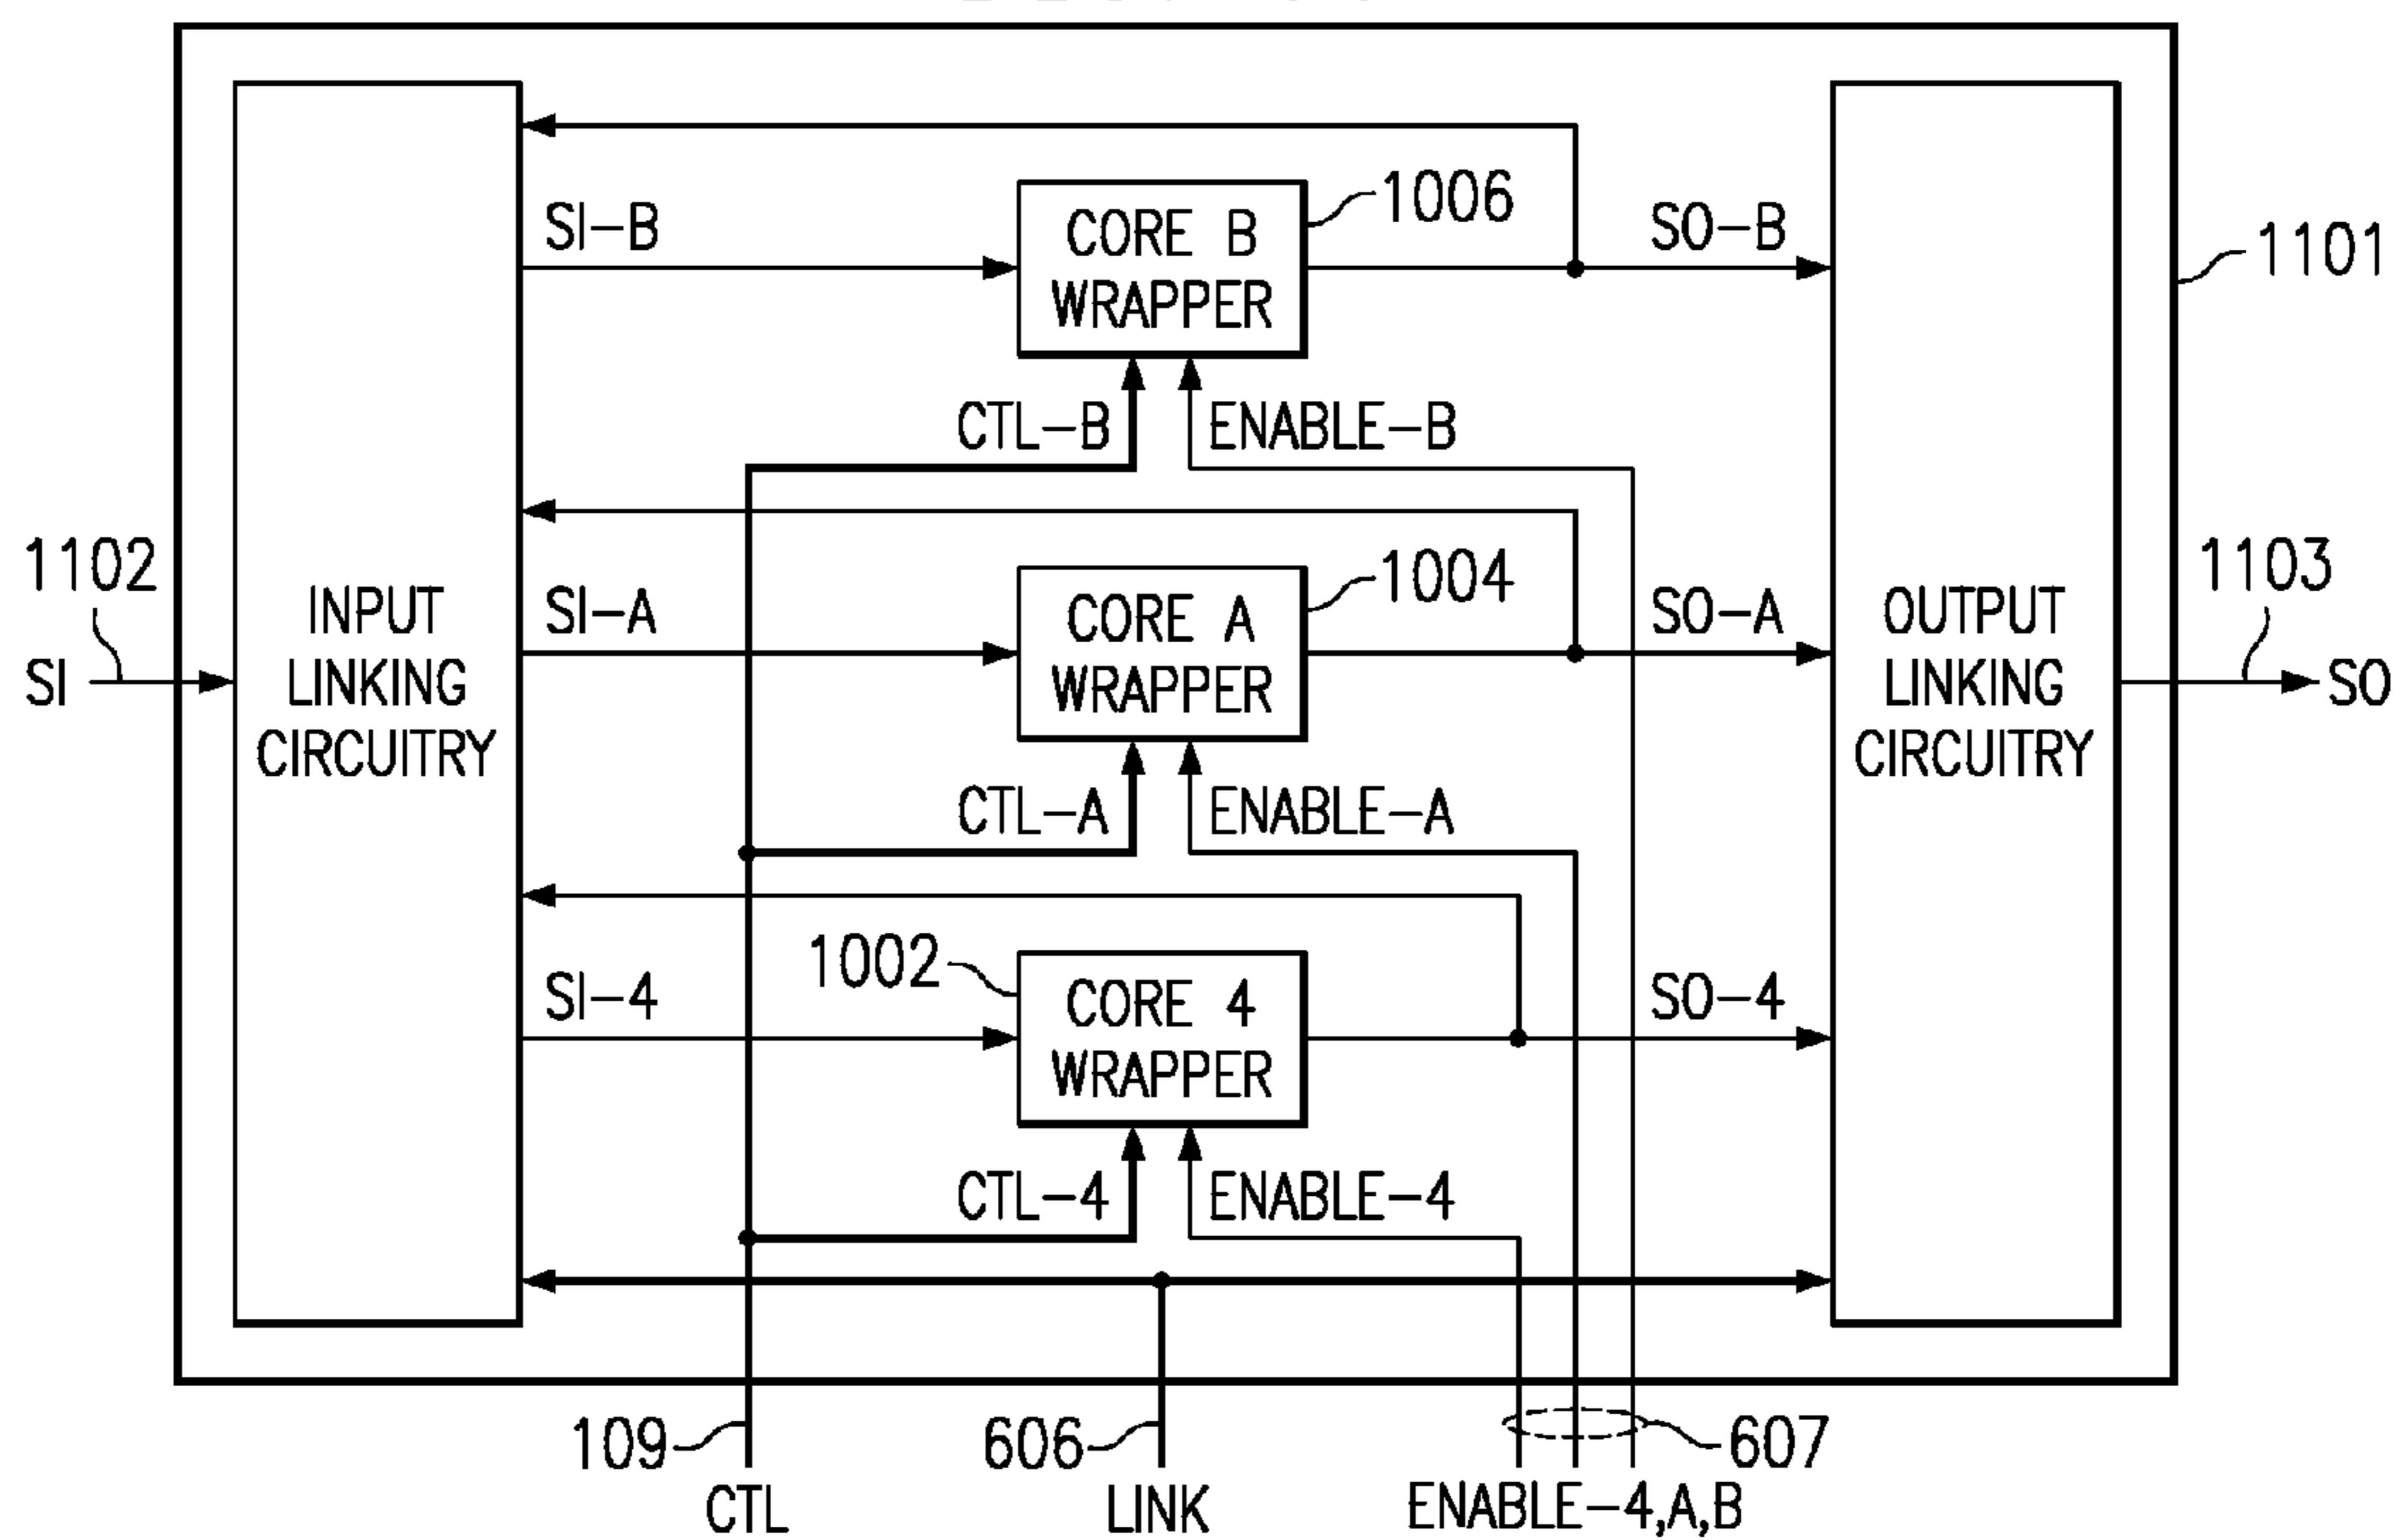 1006
SI-B
CORE B
WRAPPER
SO-B
1101
CTL-B
ENABLE-B
1102
SI
INPUT
LINKING
CIRCUITRY
SI-A
CORE A
WRAPPER
1004
SO-A
OUTPUT
LINKING
CIRCUITRY
1103
SO
CTL-A
ENABLE-A
1002
SI-4
CORE 4
WRAPPER
SO-4
CTL-4
ENABLE-4
109
606
607
CTL
LINK
ENABLE-4,A,B